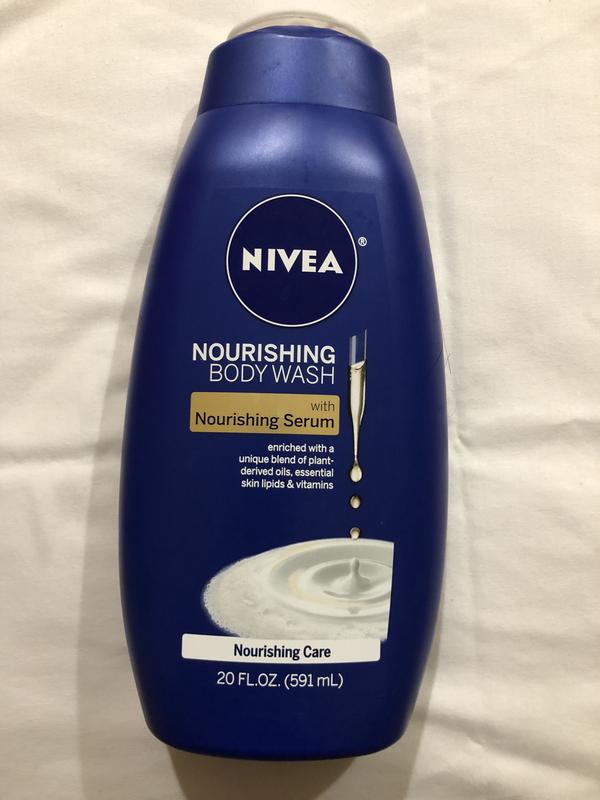 NIVEA®
NOURISHING
BODY WASH
with
Nourishing Serum
enriched with a
unique blend of plant-
derived oils, essential
skin lipids & vitamins
Nourishing Care
20 FL.OZ. (591 mL)